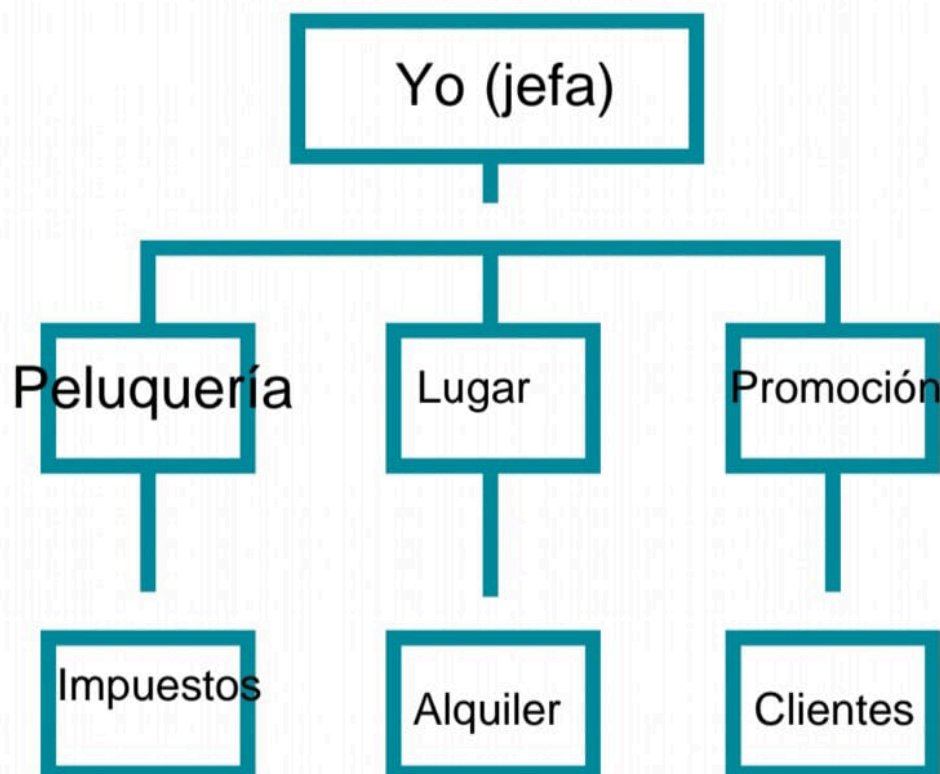 Yo (jefa)
Peluquería
Lugar
Promoción
Impuestos
Alquiler
Clientes